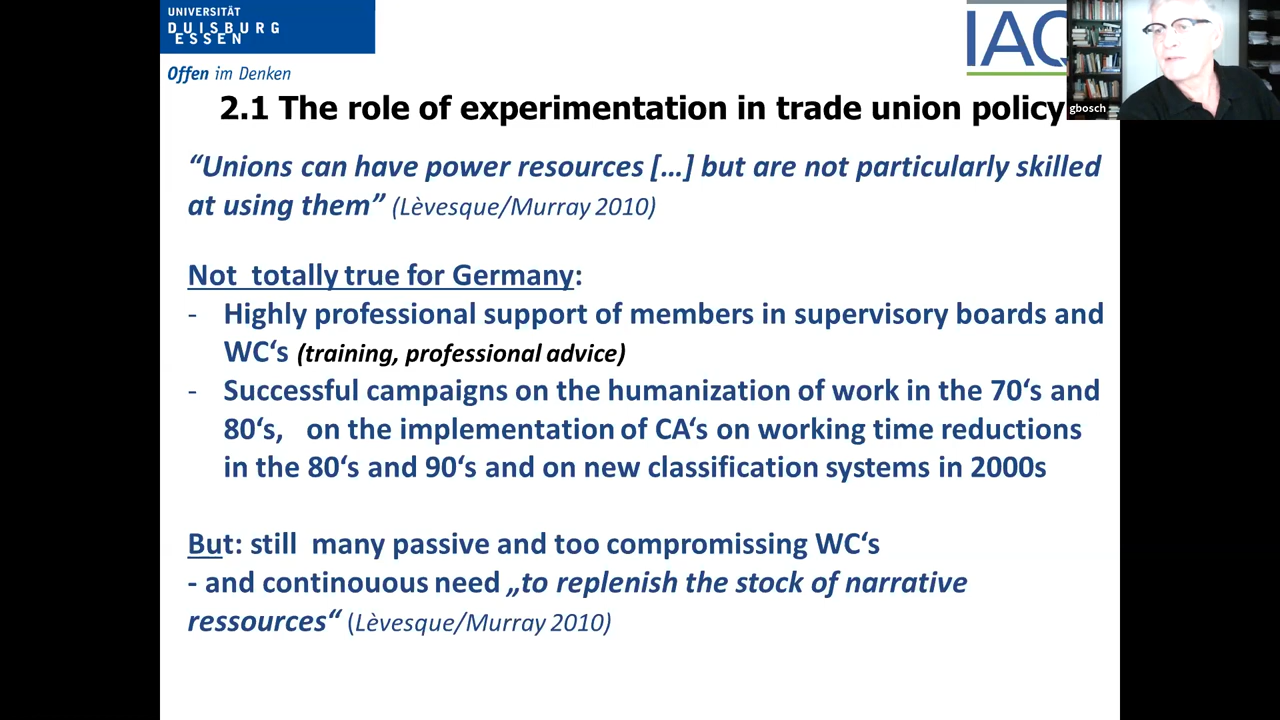 UNIVERSITÄT
DUISBURG
ESSEN
Offen im Denken
IAQ
gbosch
2.1 The role of experimentation in trade union policy
“Unions can have power resources […] but are not particularly skilled
at using them” (Lèvesque/Murray 2010)
Not totally true for Germany:
- Highly professional support of members in supervisory boards and
WC‘s (training, professional advice)
- Successful campaigns on the humanization of work in the 70‘s and
80‘s, on the implementation of CA‘s on working time reductions
in the 80‘s and 90‘s and on new classification systems in 2000s
But: still many passive and too compromissing WC‘s
- and continouous need „to replenish the stock of narrative
ressources“ (Lèvesque/Murray 2010)